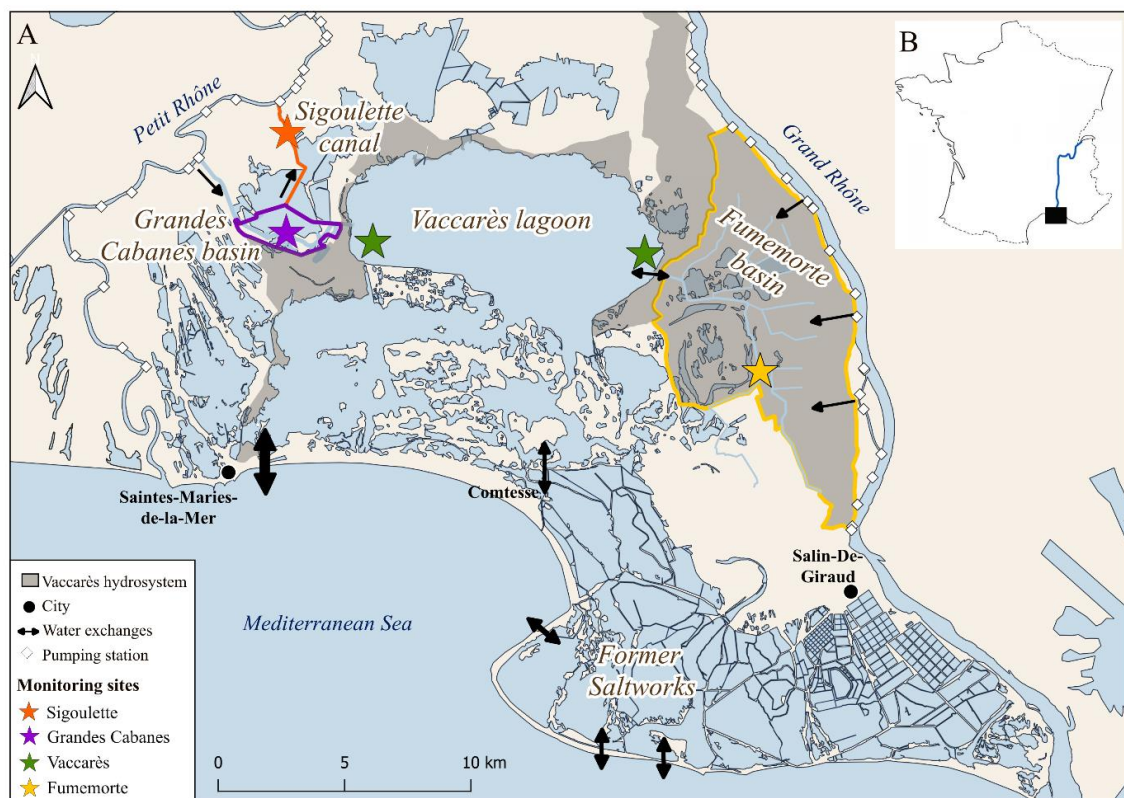 A
B
Petit Rhône
Sigoulette
canal
Grand Rhône
Grandes
Cabanes basin
Vaccarès lagoon
Fumemorte
basin
Saintes-Maries-
de-la-Mer
Comtesse
Salin-De-
Giraud
Mediterranean Sea
Former
Saltworks
Vaccarès hydrosystem
City
Water exchanges
Pumping station
Monitoring sites
Sigoulette
Grandes Cabanes
Vaccarès
Fumemorte
0 5 10 km